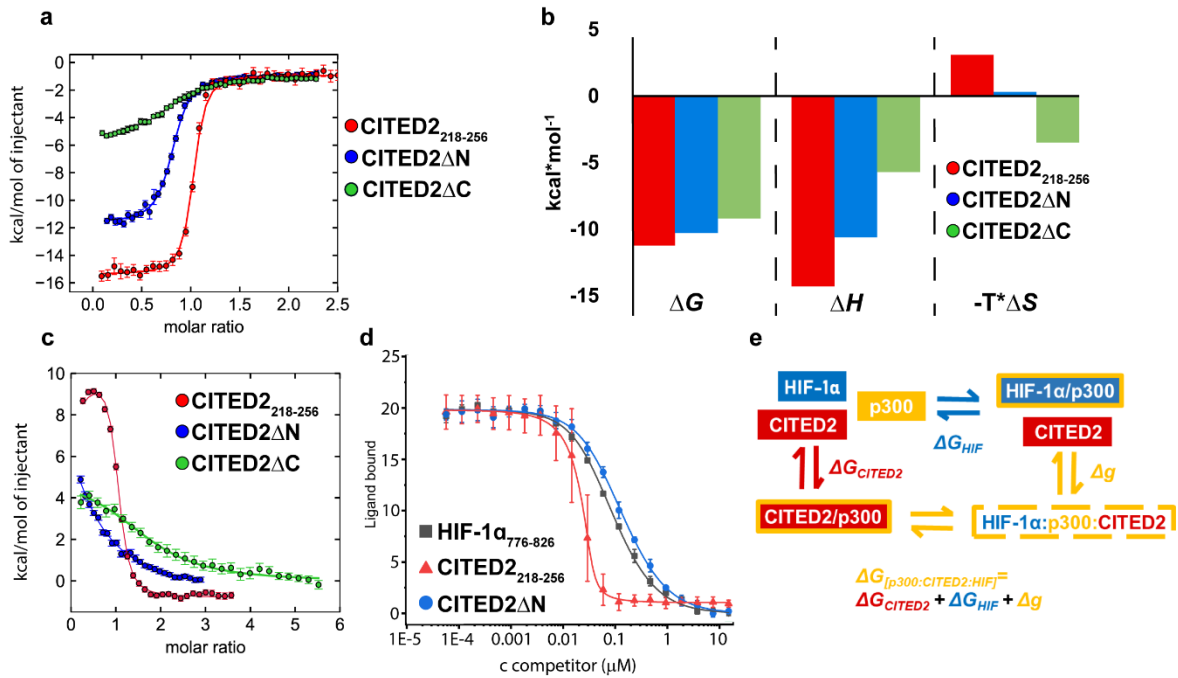 a
0
-2
-4
-6
-8
-10
-12
-14
-16
kcal/mol of injectant
0.0 0.5 1.0 1.5 2.0 2.5
molar ratio
CITED2218-256
CITED2ΔN
CITED2ΔC
b
5
0
-5
-10
-15
kcal*mol-1
ΔG ΔH -T*ΔS
CITED2218-256
CITED2ΔN
CITED2ΔC
c
10
8
6
4
2
0
-2
kcal/mol of injectant
0 1 2 3 4 5 6
molar ratio
CITED2218-256
CITED2ΔN
CITED2ΔC
d
25
20
15
10
5
0
Ligand bound
1E-5 1E-4 0.001 0.01 0.1 1 10
c competitor (μM)
HIF-1α776-826
CITED2218-256
CITED2ΔN
e
HIF-1α
p300
CITED2
HIF-1α/p300
CITED2
ΔGHIF
ΔGCITED2
Δg
CITED2/p300
HIF-1α:p300:CITED2
ΔG[p300:CITED2:HIF]=
ΔGCITED2 + ΔGHIF + Δg